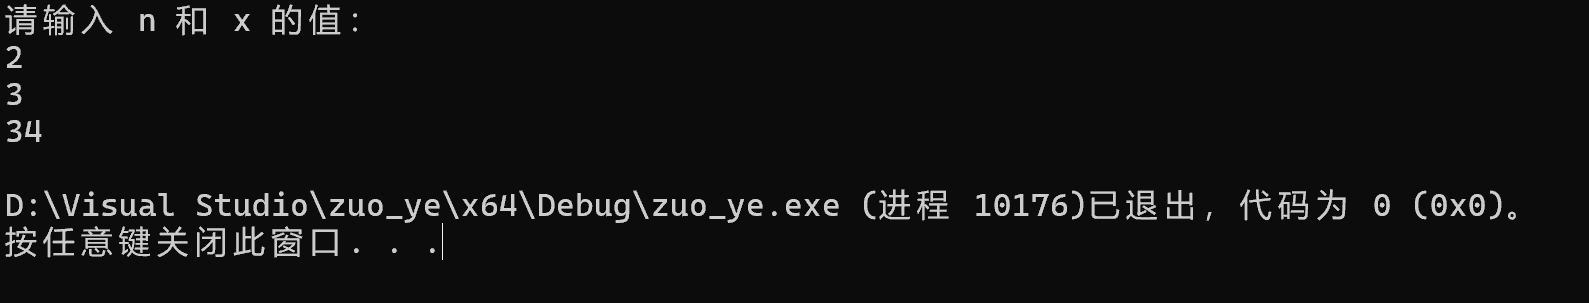 请输入 n 和 x 的值：
2
3
34
D:\Visual Studio\zuo_ye\x64\Debug\zuo_ye.exe (进程 10176)已退出，代码为 0 (0x0)。
按任意键关闭此窗口. . .